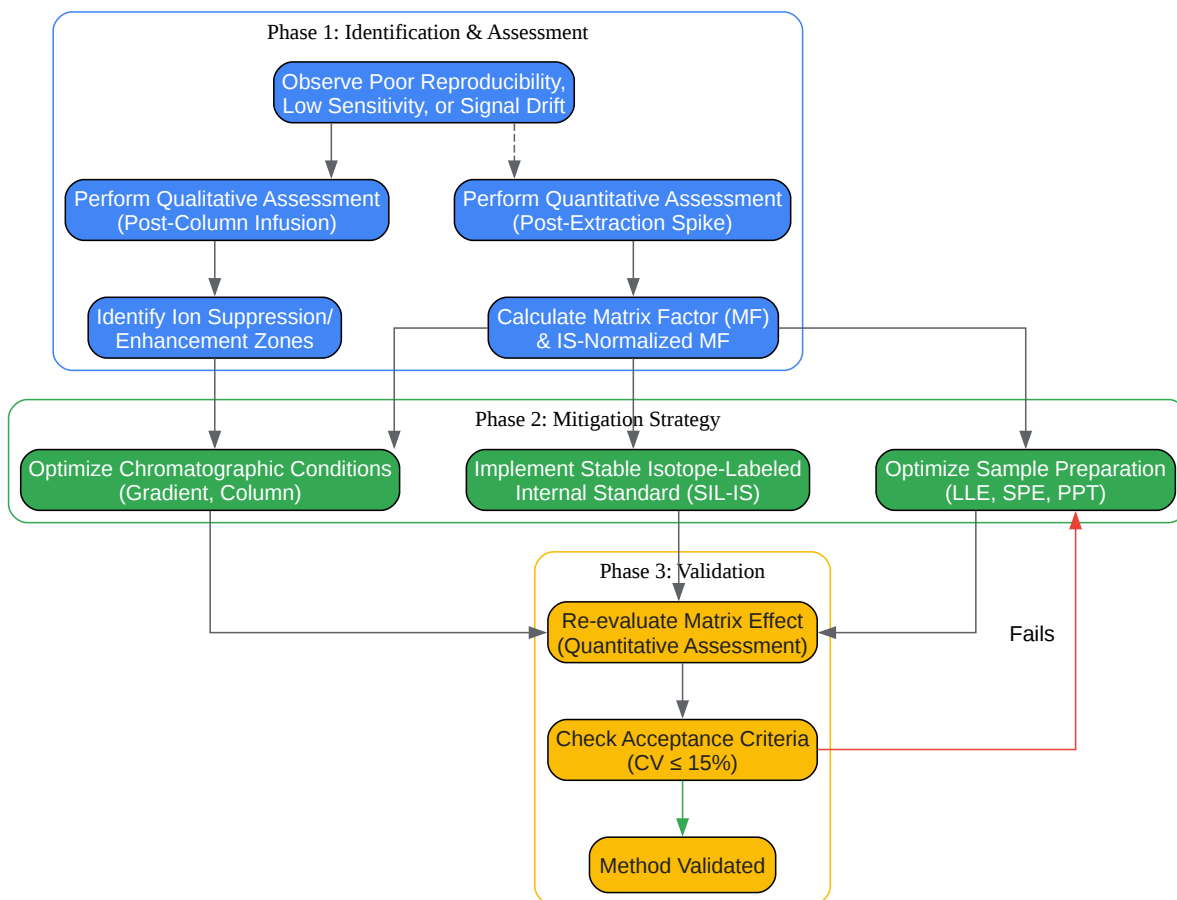 Phase 1: Identification & Assessment
Observe Poor Reproducibility,
Low Sensitivity, or Signal Drift
Perform Qualitative Assessment
(Post-Column Infusion)
Perform Quantitative Assessment
(Post-Extraction Spike)
Identify Ion Suppression/
Enhancement Zones
Calculate Matrix Factor (MF)
& IS-Normalized MF
Phase 2: Mitigation Strategy
Optimize Chromatographic Conditions
(Gradient, Column)
Implement Stable Isotope-Labeled
Internal Standard (SIL-IS)
Optimize Sample Preparation
(LLE, SPE, PPT)
Phase 3: Validation
Re-evaluate Matrix Effect
(Quantitative Assessment)
Fails
Check Acceptance Criteria
(CV ≤ 15%)
Method Validated